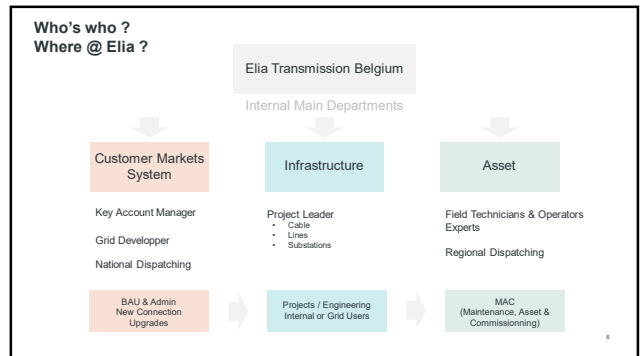 Who's who ?
Where @ Elia ?
Elia Transmission Belgium
Internal Main Departments
Customer Markets
System
Infrastructure
Asset
Key Account Manager
Grid Developper
National Dispatching
Project Leader
• Cable
• Lines
• Substations
Field Technicians & Operators
Experts
Regional Dispatching
BAU & Admin
New Connection
Upgrades
Projects / Engineering
Internal or Grid Users
MAC
(Maintenance, Asset &
Commissionning)
6